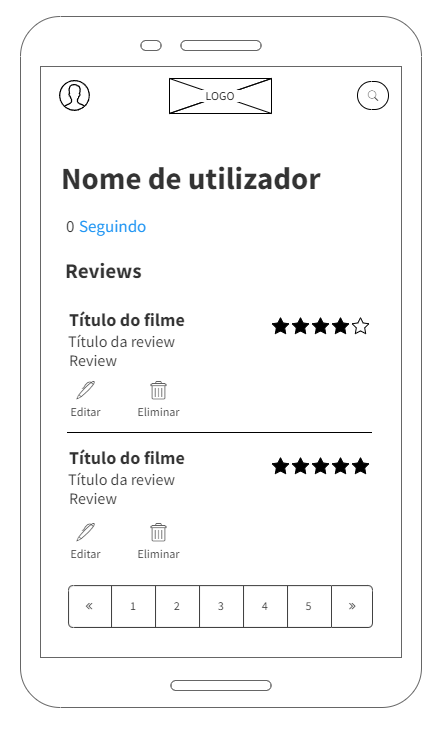 LOGO
Nome de utilizador
0 Seguindo
Reviews
Título do filme
Título da review
Review
Editar Eliminar
Título do filme
Título da review
Review
Editar Eliminar
« 1 2 3 4 5 »